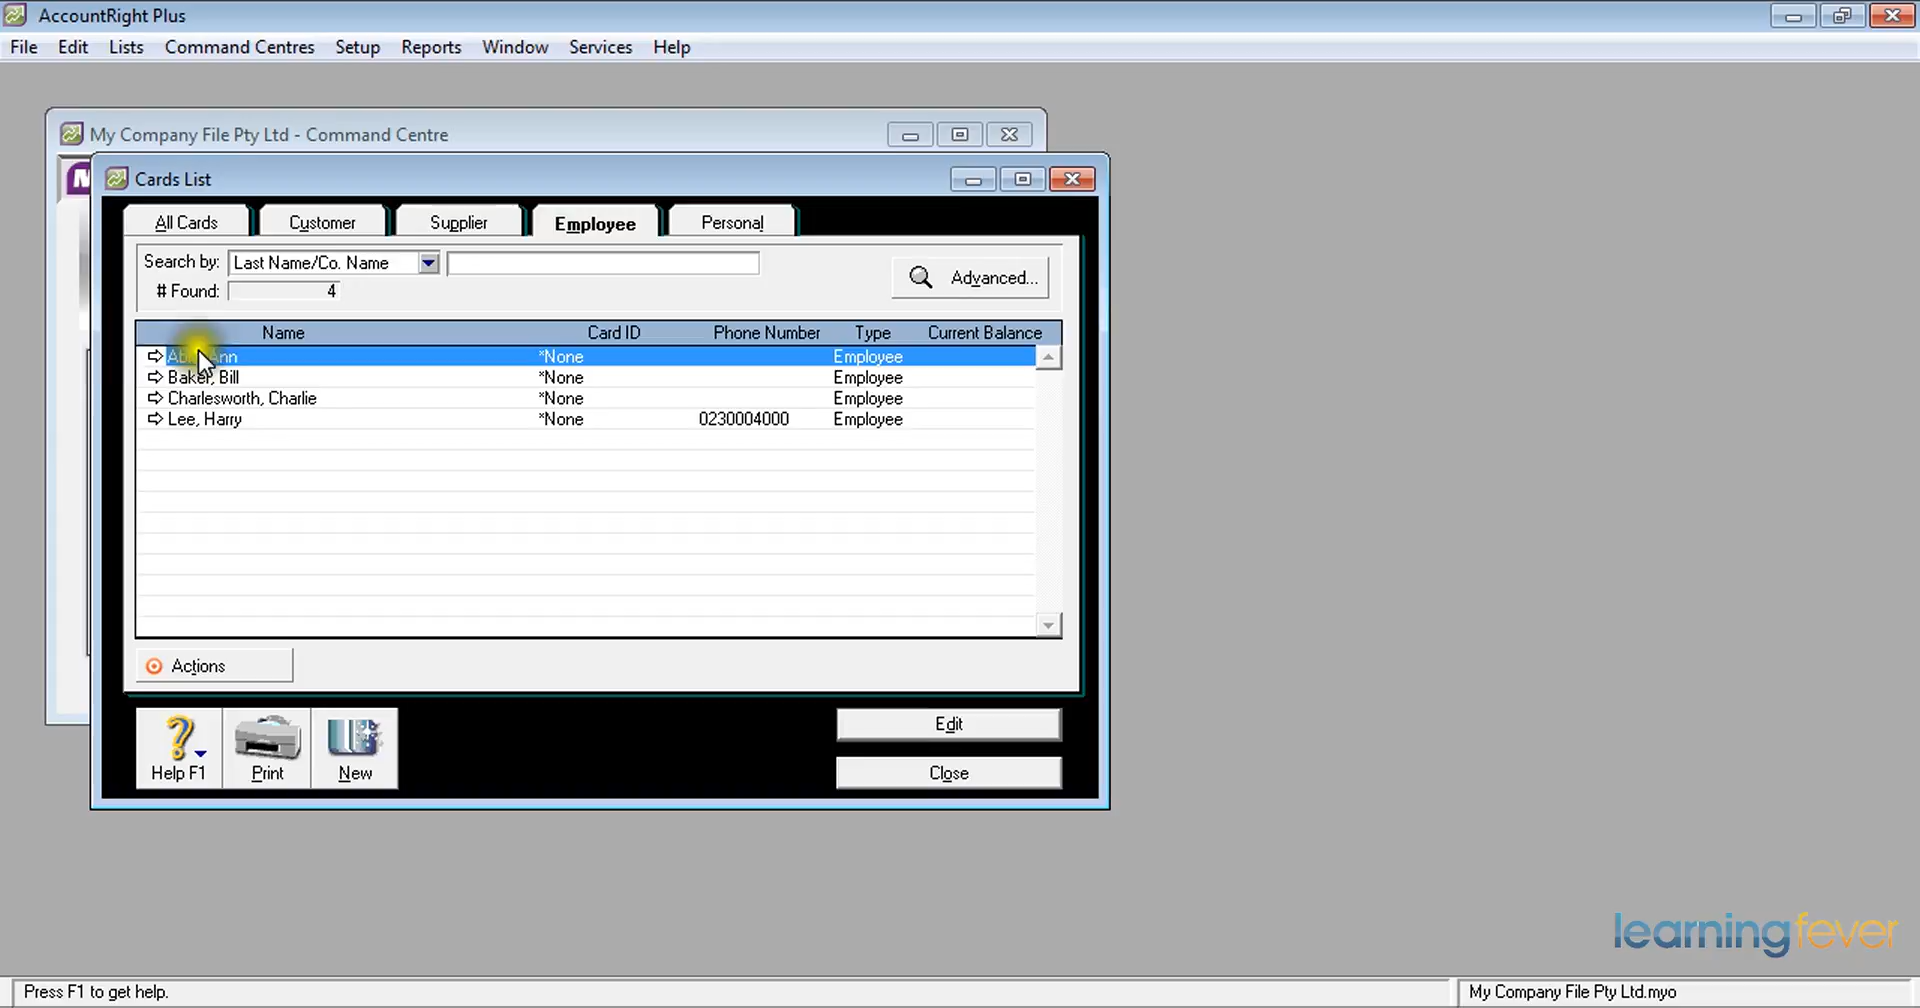 AccountRight Plus
File Edit Lists Command Centres Setup Reports Window Services Help
My Company File Pty Ltd - Command Centre
Cards List
All Cards Customer Supplier Employee Personal
Search by: Last Name/Co. Name
Advanced...
# Found: 4
Name Card ID Phone Number Type Current Balance
Ann *None Employee
Baker, Bill *None Employee
Charlesworth, Charlie *None Employee
Lee, Harry *None 0230004000 Employee
Actions
Edit
Help F1 Print New
Close
learningfever
Press F1 to get help.
My Company File Pty Ltd.myo